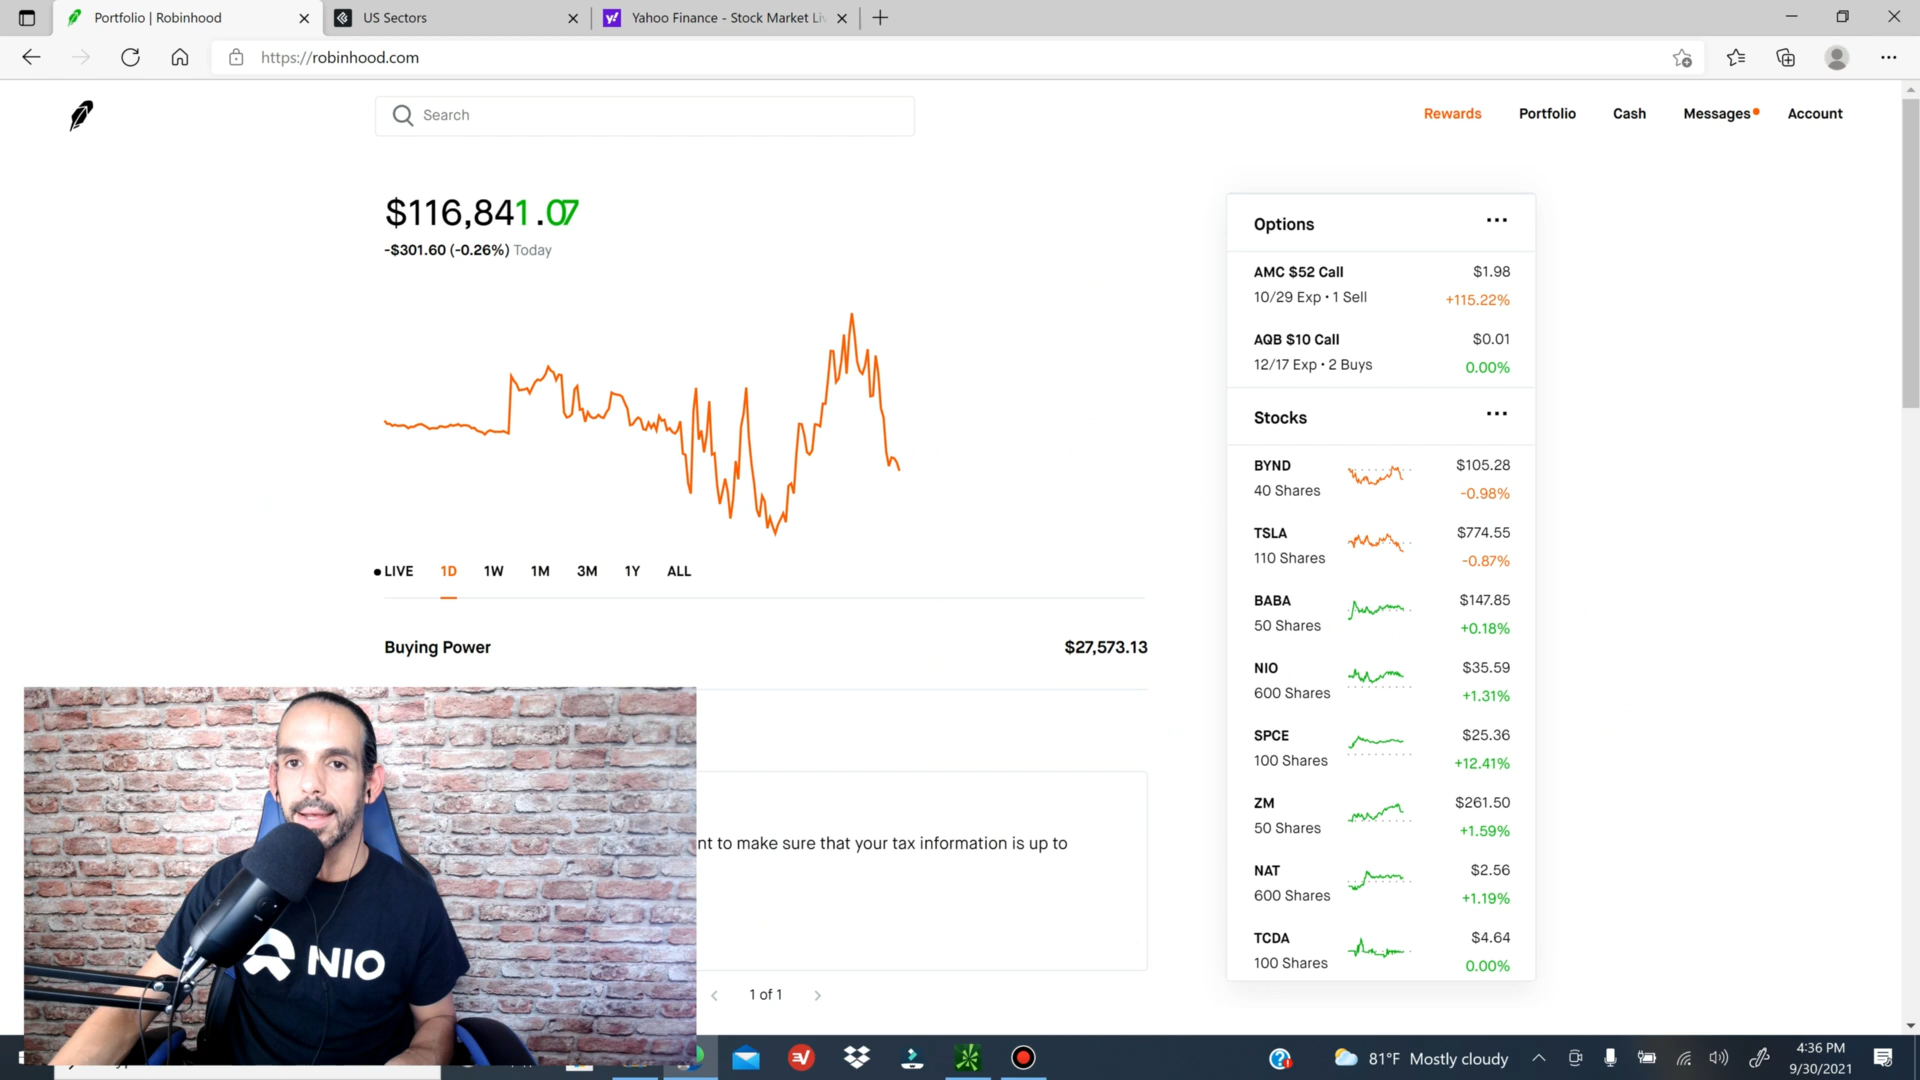 Portfolio | Robinhood
US Sectors
Yahoo Finance - Stock Market Liv
https://robinhood.com
Search
Rewards
Portfolio
Cash
Messages
Account
$116,841.07
-$301.60 (-0.26%) Today
LIVE
1D
1W
1M
3M
1Y
ALL
Buying Power
$27,573.13
nt to make sure that your tax information is up to
1 of 1
Options
AMC $52 Call
$1.98
10/29 Exp • 1 Sell
+115.22%
AQB $10 Call
$0.01
12/17 Exp • 2 Buys
0.00%
Stocks
BYND
$105.28
40 Shares
-0.98%
TSLA
$774.55
110 Shares
-0.87%
BABA
$147.85
50 Shares
+0.18%
NIO
$35.59
600 Shares
+1.31%
SPCE
$25.36
100 Shares
+12.41%
ZM
$261.50
50 Shares
+1.59%
NAT
$2.56
600 Shares
+1.19%
TCDA
$4.64
100 Shares
0.00%
NIO
81°F Mostly cloudy
4:36 PM
9/30/2021